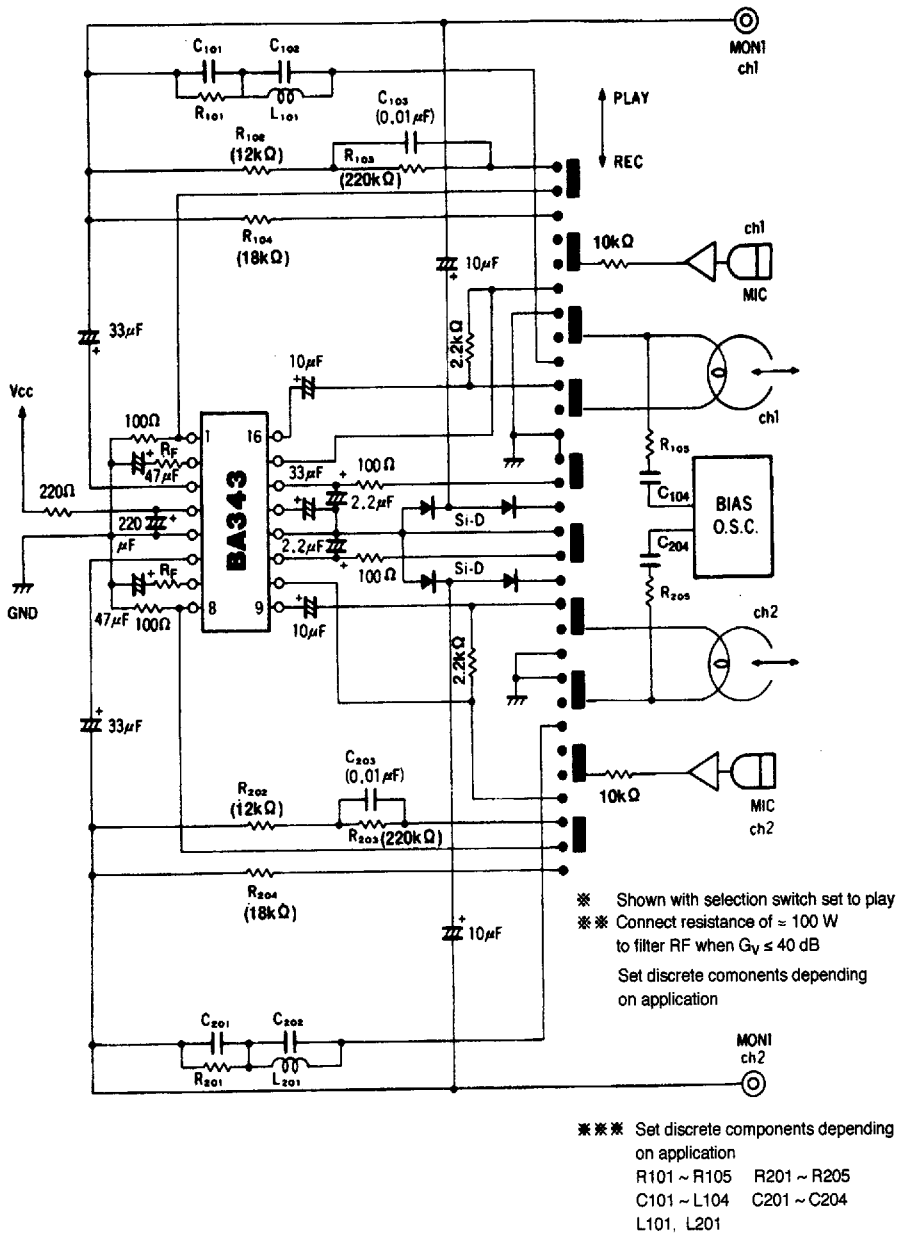 MON1
ch1
C101
C102
R101
L101
C103
(0.01μF)
PLAY
REC
R102
(12kΩ)
R103
(220kΩ)
R104
(18kΩ)
10μF
+
10kΩ
ch1
MIC
33μF
+
2.2kΩ
10μF
+
Vcc
100Ω
1
16
ch1
RF
+
47μF
33μF
+
100Ω
R105
220Ω
2.2μF
C104
BIAS
O.S.C.
220
μF
+
BA343
+
Si-D
2.2μF
+
C204
RF
+
100Ω
Si-D
R205
GND
47μF
100Ω
8
9
+
10μF
ch2
2.2kΩ
+
33μF
C203
(0.01μF)
R202
(12kΩ)
R203(220kΩ)
10kΩ
MIC
ch2
R204
(18kΩ)
+
10μF
※ Shown with selection switch set to play
※※ Connect resistance of ≈ 100 W
to filter RF when GV ≤ 40 dB
Set discrete comonents depending
on application
C201
C202
R201
L201
MON1
ch2
※※※ Set discrete components depending
on application
R101 ~ R105 R201 ~ R205
C101 ~ L104 C201 ~ C204
L101, L201